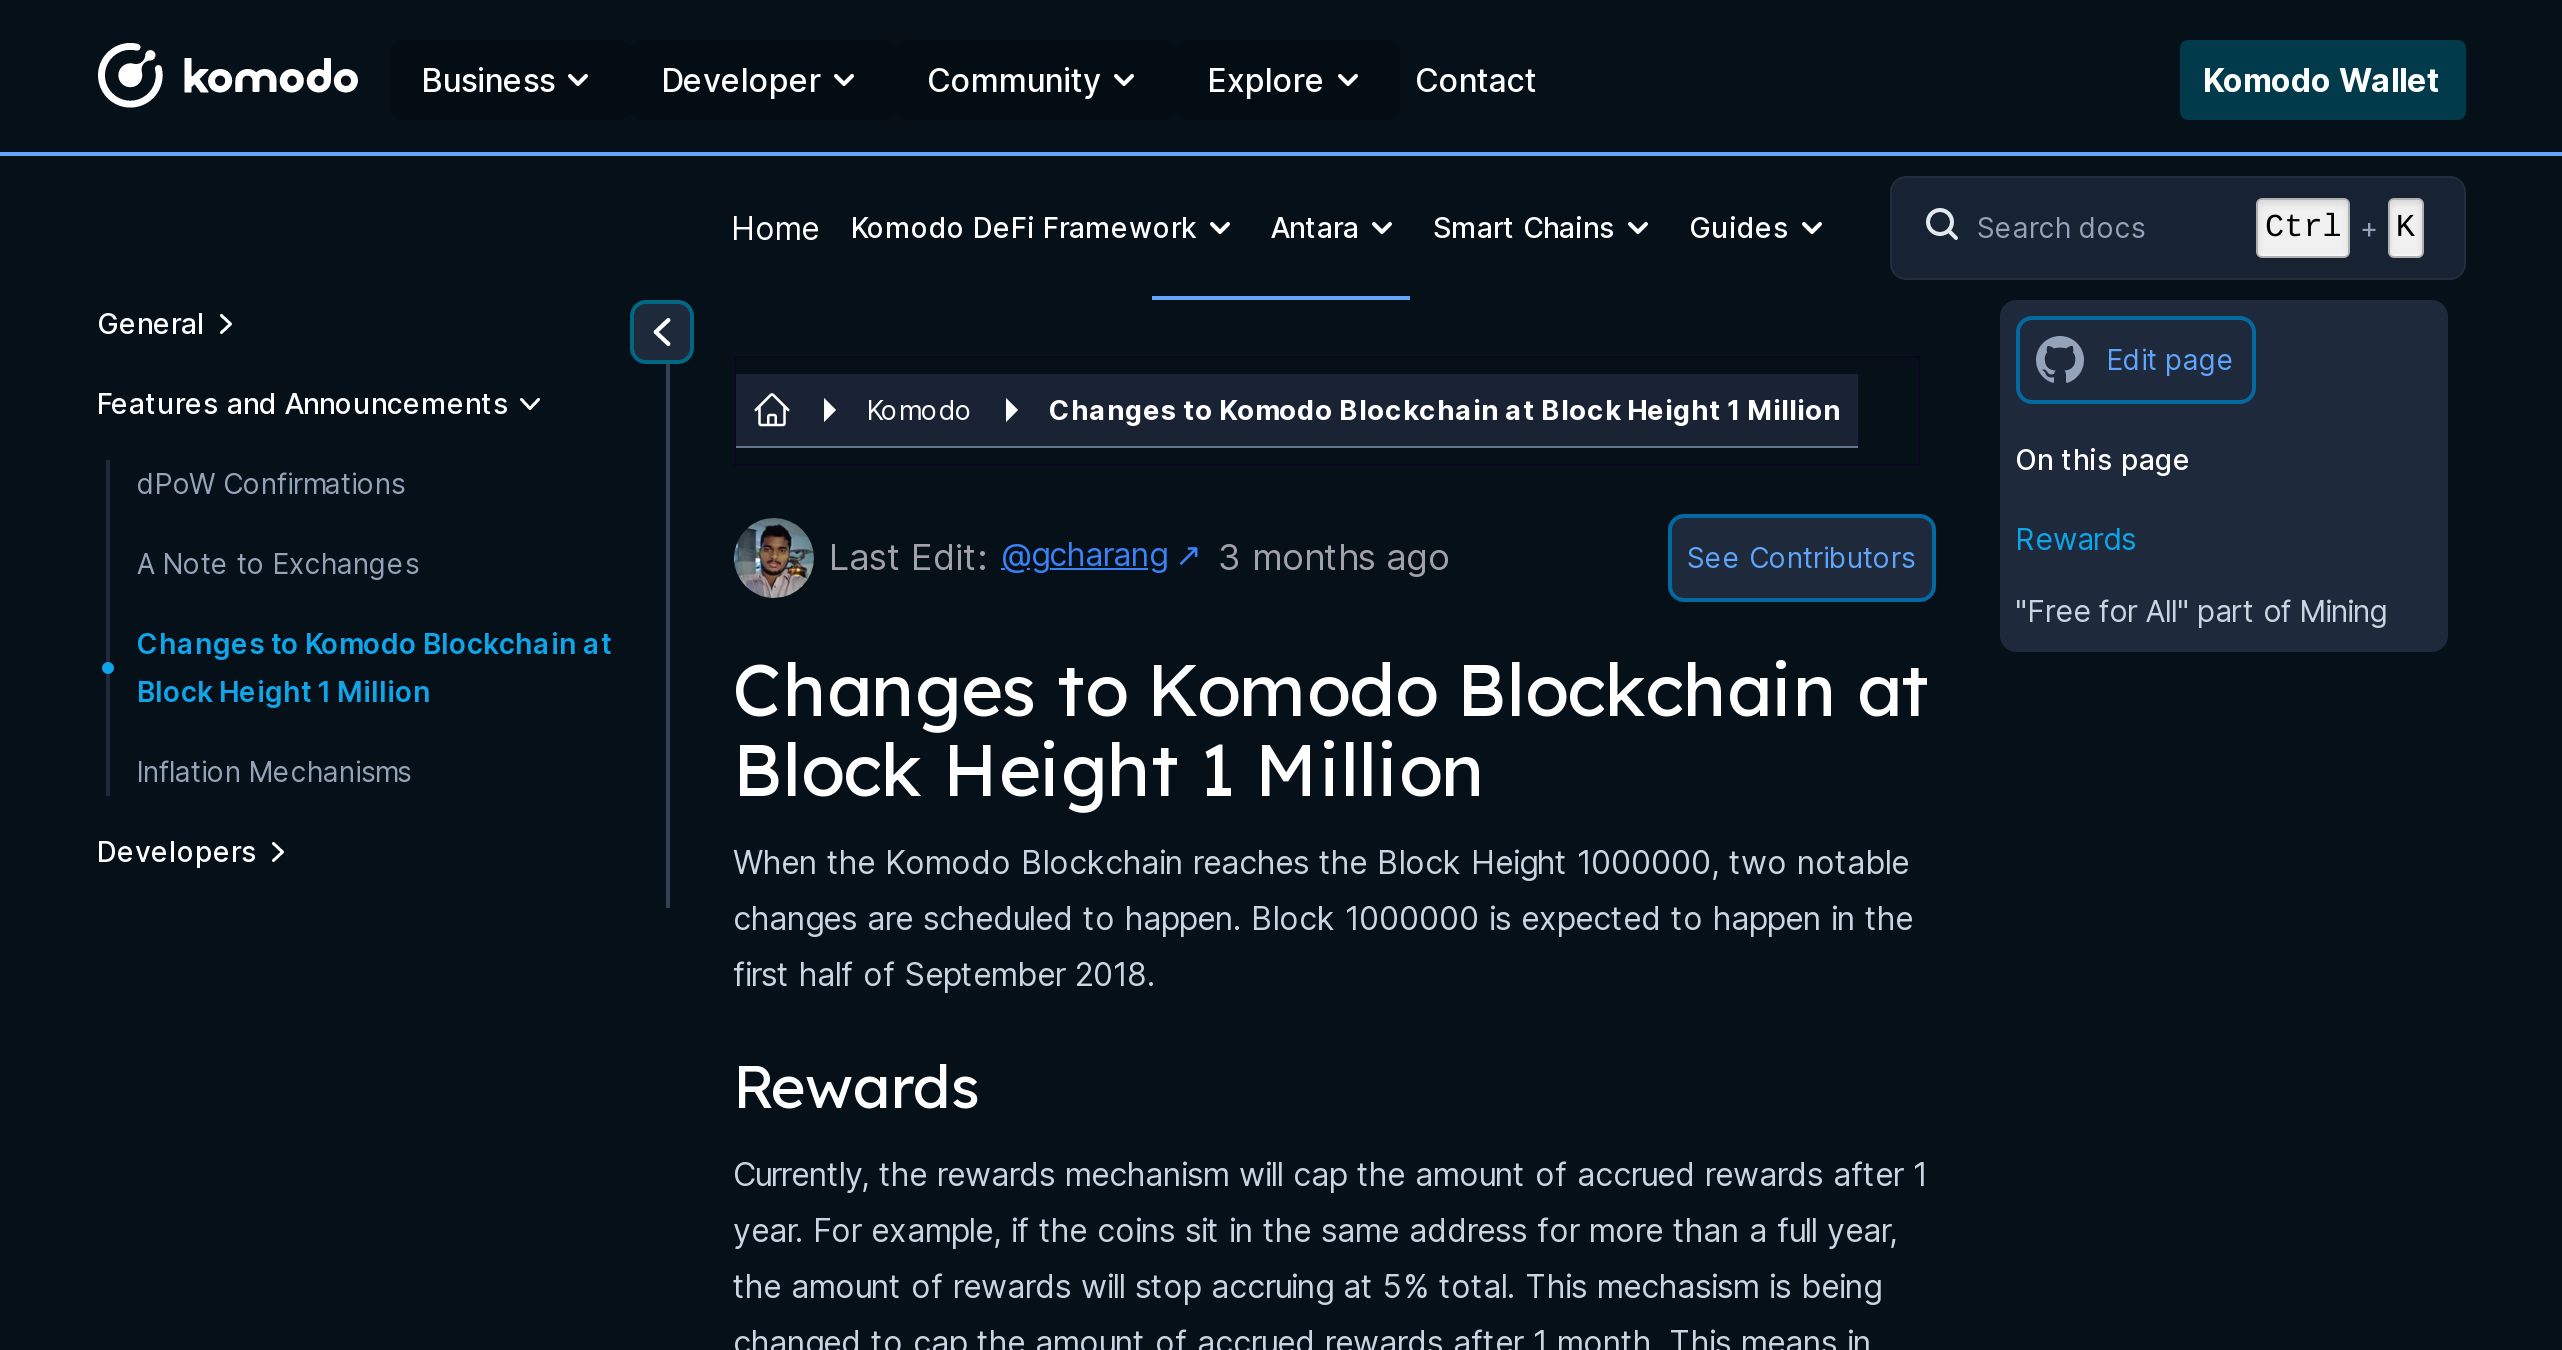 komodo
Business
Developer
Community
Explore
Contact
Komodo Wallet
Home
Komodo DeFi Framework
Antara
Smart Chains
Guides
Search docs
Ctrl + K
General
Features and Announcements
dPoW Confirmations
A Note to Exchanges
Changes to Komodo Blockchain at
Block Height 1 Million
Inflation Mechanisms
Developers
Komodo
Changes to Komodo Blockchain at Block Height 1 Million
Last Edit: @gcharang ↗ 3 months ago
See Contributors
Changes to Komodo Blockchain at
Block Height 1 Million
When the Komodo Blockchain reaches the Block Height 1000000, two notable
changes are scheduled to happen. Block 1000000 is expected to happen in the
first half of September 2018.
Rewards
Currently, the rewards mechanism will cap the amount of accrued rewards after 1
year. For example, if the coins sit in the same address for more than a full year,
the amount of rewards will stop accruing at 5% total. This mechasism is being
changed to cap the amount of accrued rewards after 1 month. This means in
Edit page
On this page
Rewards
"Free for All" part of Mining